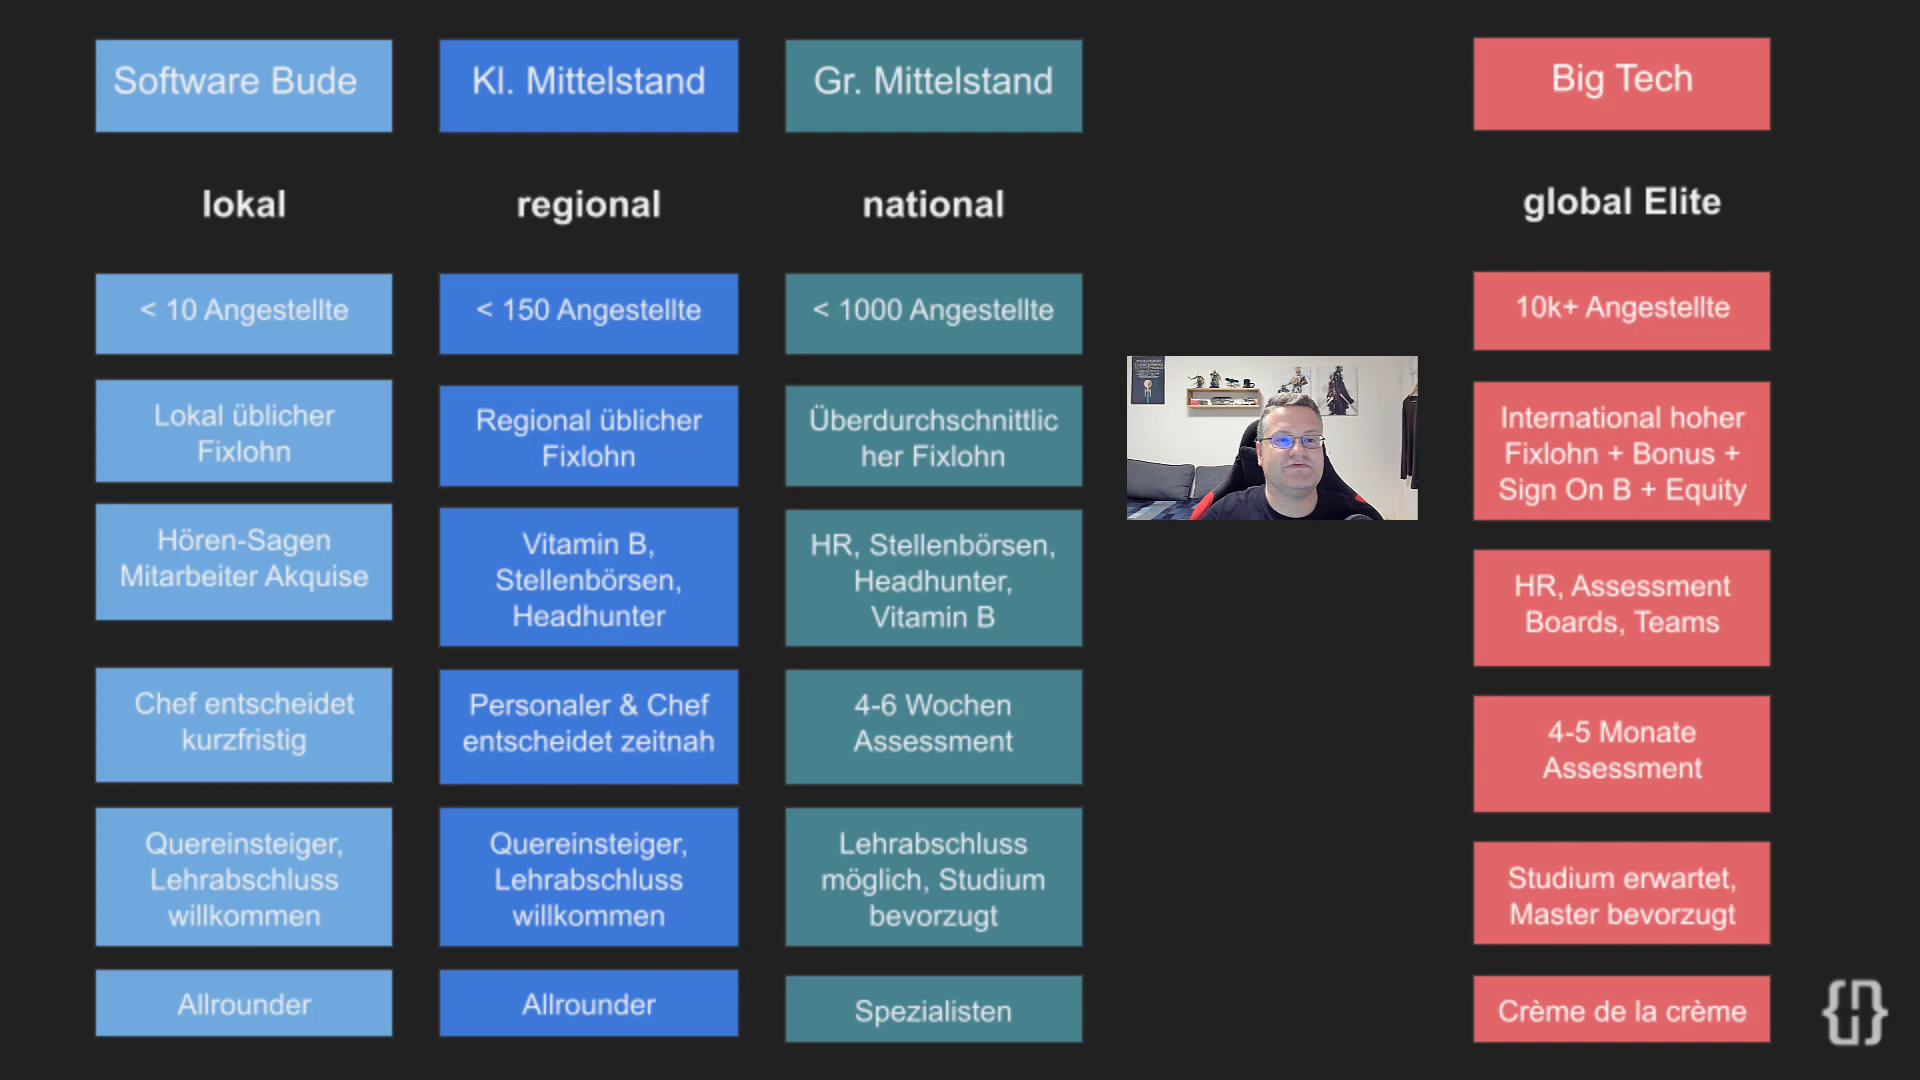 Software Bude
lokal
< 10 Angestellte
Lokal üblicher
Fixlohn
Hören-Sagen
Mitarbeiter Akquise
Chef entscheidet
kurzfristig
Quereinsteiger,
Lehrabschluss
willkommen
Allrounder
Kl. Mittelstand
regional
< 150 Angestellte
Regional üblicher
Fixlohn
Vitamin B,
Stellenbörsen,
Headhunter
Personaler & Chef
entscheidet zeitnah
Quereinsteiger,
Lehrabschluss
willkommen
Allrounder
Gr. Mittelstand
national
< 1000 Angestellte
Überdurchschnittlic
her Fixlohn
HR, Stellenbörsen,
Headhunter,
Vitamin B
4-6 Wochen
Assessment
Lehrabschluss
möglich, Studium
bevorzugt
Spezialisten
Big Tech
global Elite
10k+ Angestellte
International hoher
Fixlohn + Bonus +
Sign On B + Equity
HR, Assessment
Boards, Teams
4-5 Monate
Assessment
Studium erwartet,
Master bevorzugt
Crème de la crème